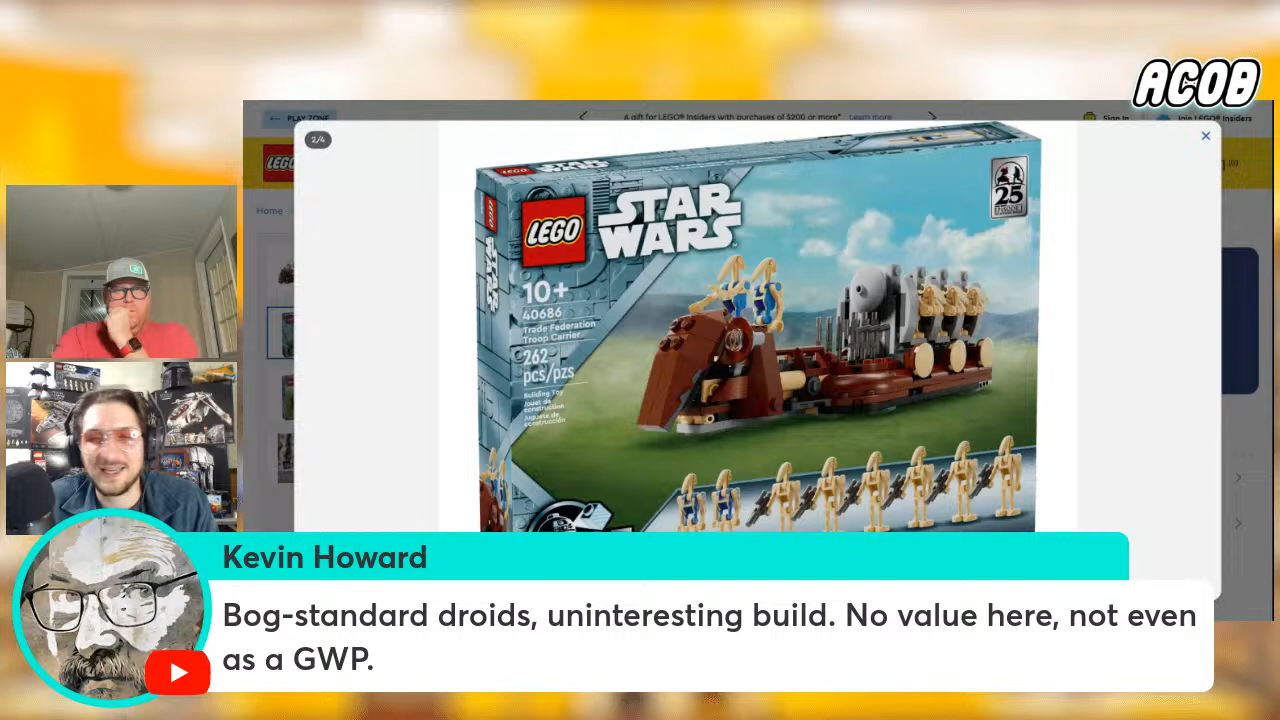 ACOB
← PLAY ZONE
A gift for LEGO® Insiders with purchases of $200 or more* Learn more
Sign In
Join LEGO® Insiders
2/4
Home
LEGO
STAR WARS
LEGO
STAR
WARS
25
10+
40686
Trade Federation
Troop Carrier
262
pcs/pzs
Building Toy
Jouet de
construction
Juguete de
construcción
Kevin Howard
Bog-standard droids, uninteresting build. No value here, not even
as a GWP.